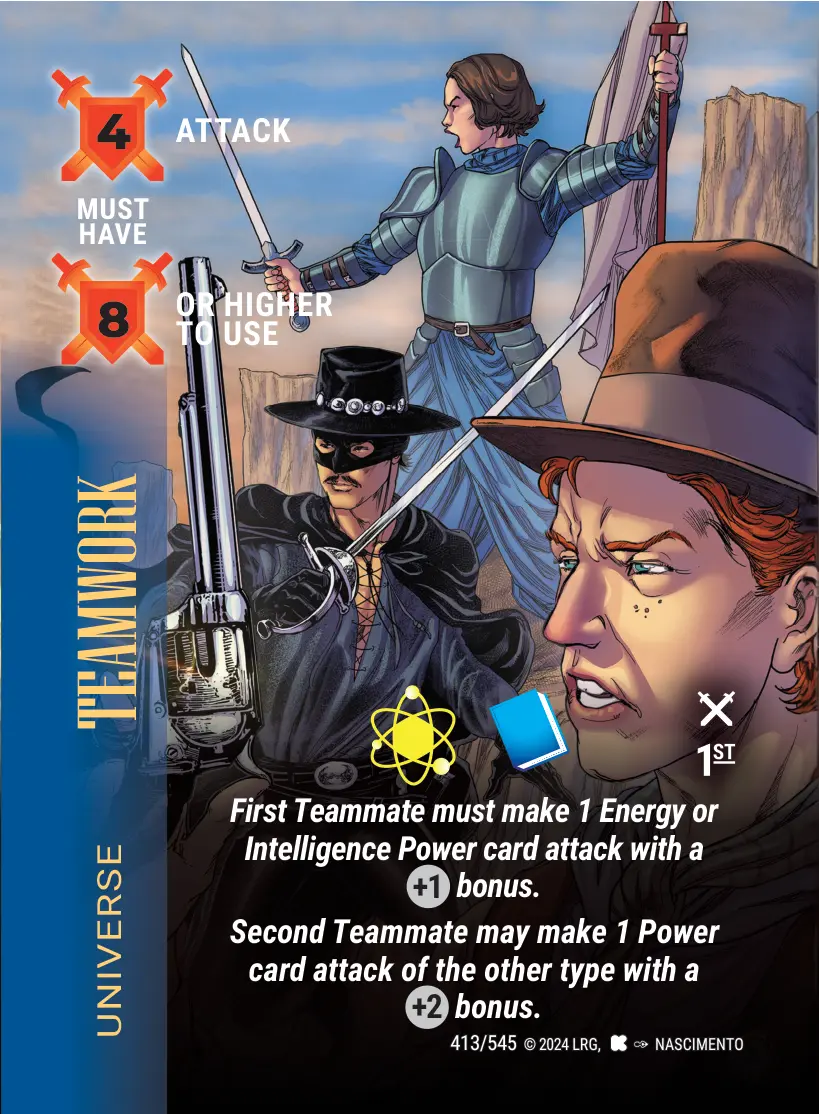 4 ATTACK
MUST
HAVE
8 OR HIGHER
TO USE
TEAMWORK
UNIVERSE
1ST
First Teammate must make 1 Energy or
Intelligence Power card attack with a
+1 bonus.
Second Teammate may make 1 Power
card attack of the other type with a
+2 bonus.
413/545 © 2024 LRG, NASCIMENTO